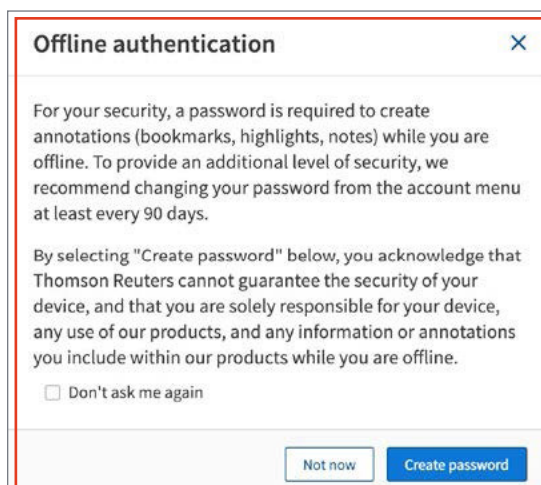 Offline authentication
For your security, a password is required to create
annotations (bookmarks, highlights, notes) while you are
offline. To provide an additional level of security, we
recommend changing your password from the account menu
at least every 90 days.
By selecting "Create password" below, you acknowledge that
Thomson Reuters cannot guarantee the security of your
device, and that you are solely responsible for your device,
any use of our products, and any information or annotations
you include within our products while you are offline.
Don't ask me again
Not now Create password